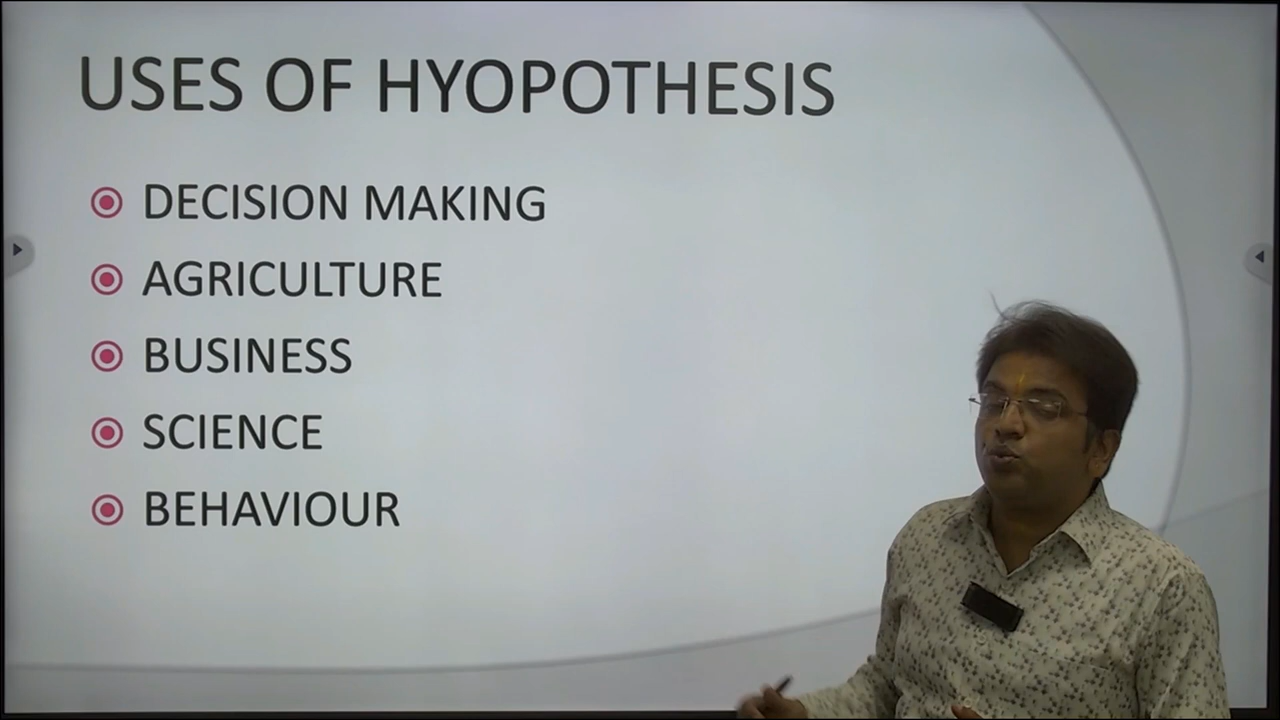 USES OF HYOPOTHESIS
DECISION MAKING
AGRICULTURE
BUSINESS
SCIENCE
BEHAVIOUR